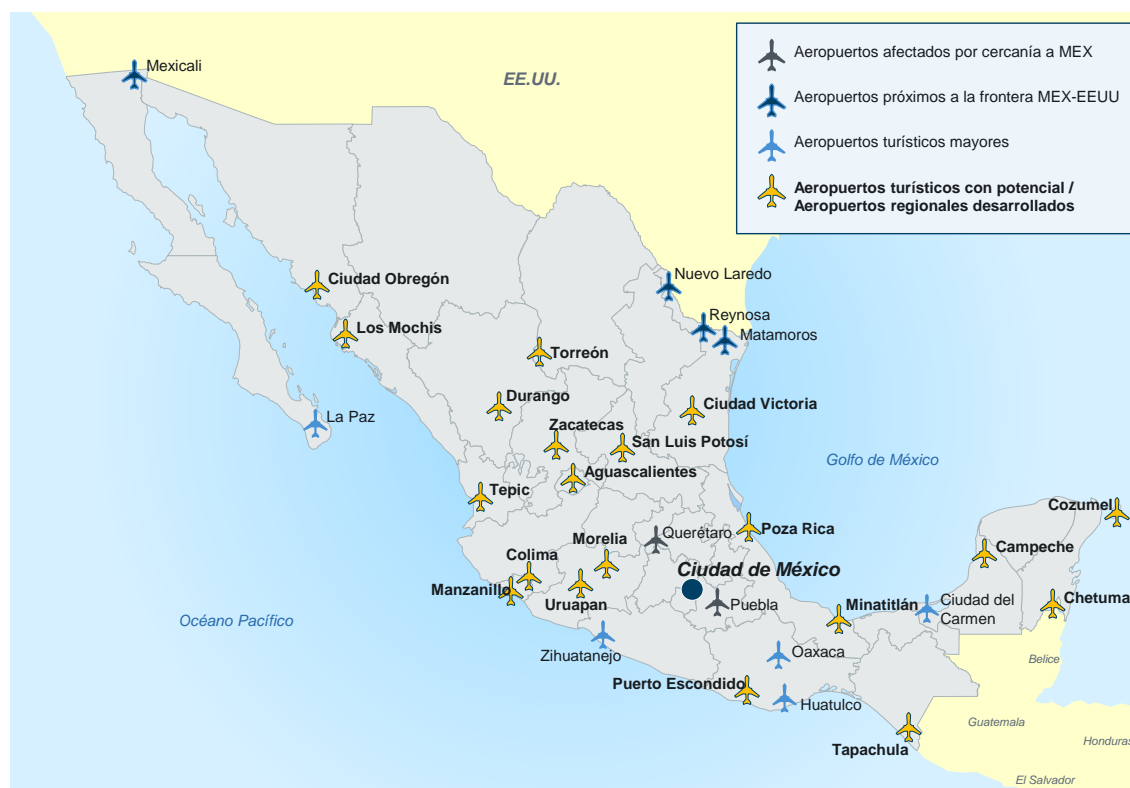 Mexicali
EE.UU.
Aeropuertos afectados por cercanía a MEX
Aeropuertos próximos a la frontera MEX-EEUU
Aeropuertos turísticos mayores
Aeropuertos turísticos con potencial /
Aeropuertos regionales desarrollados
Nuevo Laredo
Ciudad Obregón
Reynosa
Los Mochis
Matamoros
Torreón
Durango
Ciudad Victoria
La Paz
Zacatecas
San Luis Potosí
Golfo de México
Aguascalientes
Tepic
Cozumel
Poza Rica
Querétaro
Morelia
Campeche
Colima
Ciudad de México
Manzanillo
Uruapan
Puebla
Minatitlán
Ciudad del
Carmen
Chetuma
Océano Pacífico
Zihuatanejo
Oaxaca
Belice
Puerto Escondido
Huatulco
Guatemala
Tapachula
Honduras
El Salvador